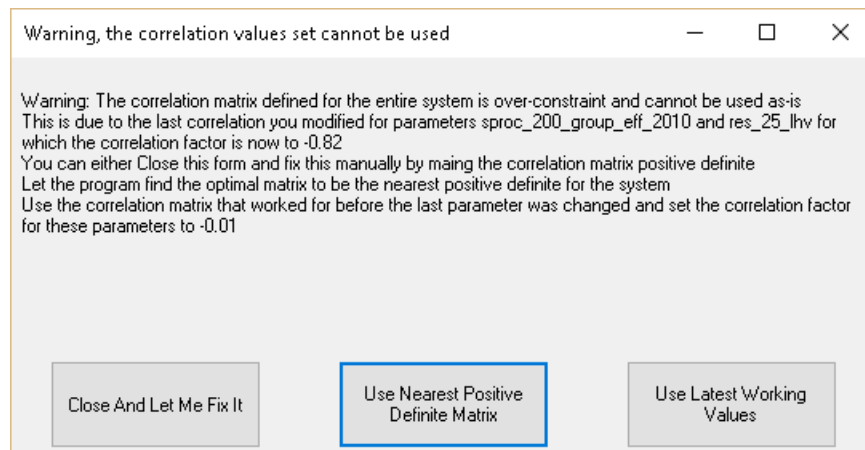 Warning, the correlation values set cannot be used
Warning: The correlation matrix defined for the entire system is over-constraint and cannot be used as-is
This is due to the last correlation you modified for parameters sproc_200_group_eff_2010 and res_25_lhv for
which the correlation factor is now to -0.82
You can either Close this form and fix this manually by maing the correlation matrix positive definite
Let the program find the optimal matrix to be the nearest positive definite for the system
Use the correlation matrix that worked for before the last parameter was changed and set the correlation factor
for these parameters to -0.01
Close And Let Me Fix It
Use Nearest Positive
Definite Matrix
Use Latest Working
Values